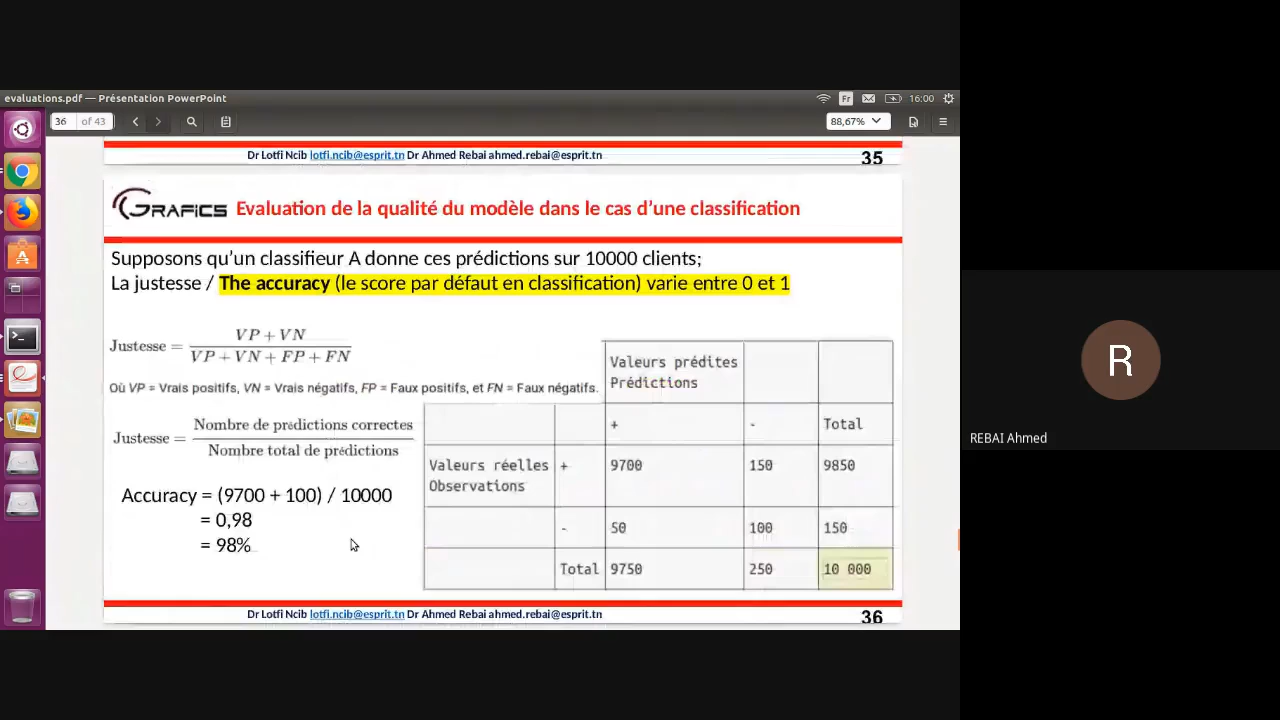 evaluations.pdf — Présentation PowerPoint
Fr
16:00
36 of 43
88,67%
Dr Lotfi Ncib lotfi.ncib@esprit.tn Dr Ahmed Rebai ahmed.rebai@esprit.tn
35
GRAFICS
Evaluation de la qualité du modèle dans le cas d’une classification
Supposons qu’un classifieur A donne ces prédictions sur 10000 clients;
La justesse / The accuracy (le score par défaut en classification) varie entre 0 et 1
Justesse = (VP + VN) / (VP + VN + FP + FN)
Où VP = Vrais positifs, VN = Vrais négatifs, FP = Faux positifs, et FN = Faux négatifs.
Justesse = Nombre de prédictions correctes / Nombre total de prédictions
Accuracy = (9700 + 100) / 10000
= 0,98
= 98%
Valeurs prédites
Prédictions
+ - Total
Valeurs réelles + 9700 150 9850
Observations
- 50 100 150
Total 9750 250 10 000
Dr Lotfi Ncib lotfi.ncib@esprit.tn Dr Ahmed Rebai ahmed.rebai@esprit.tn
36
R
REBAI Ahmed